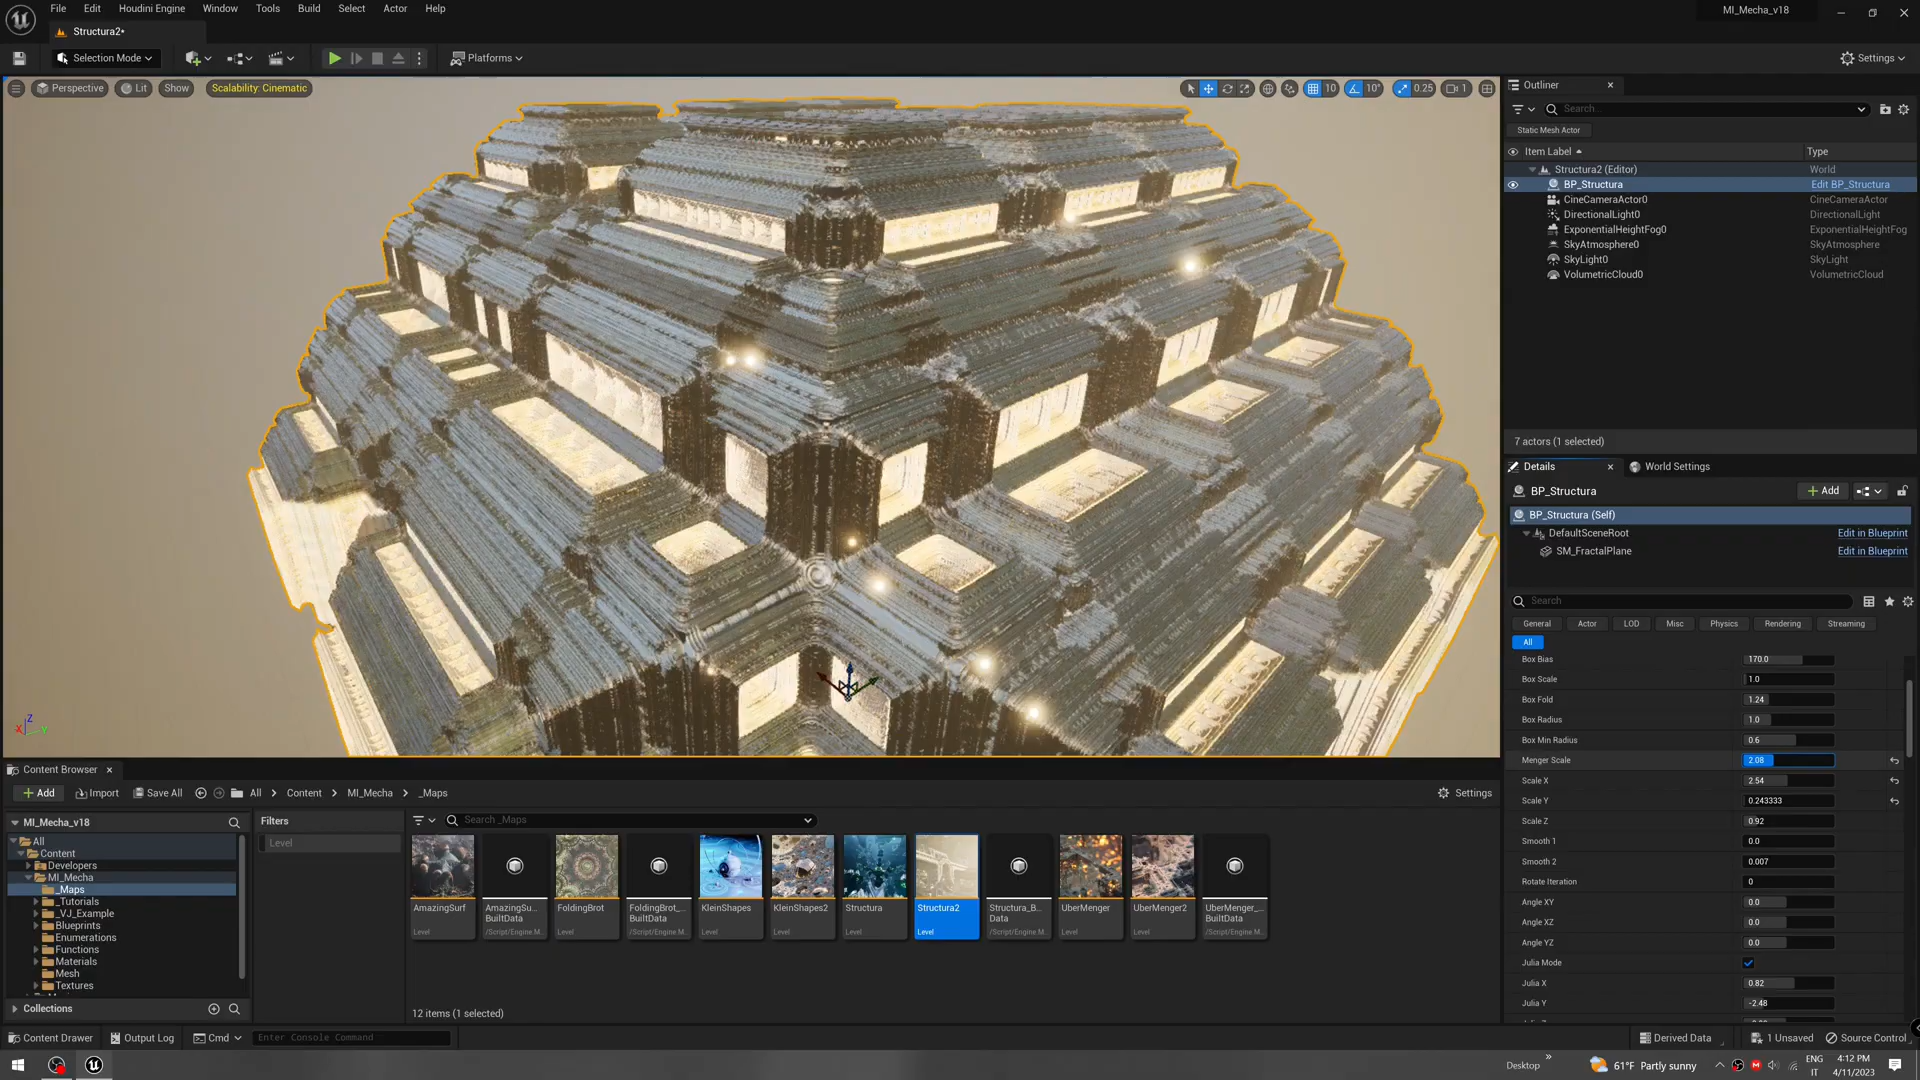 File Edit Houdini Engine Window Tools Build Select Actor Help
MI_Mecha_v18
Structura2*
Selection Mode
Platforms
Settings
Perspective Lit Show Scalability: Cinematic
10 10° 0.25 1
Outliner
Search...
Static Mesh Actor
Item Label Type
Structura2 (Editor) World
BP_Structura Edit BP_Structura
CineCameraActor0 CineCameraActor
DirectionalLight0 DirectionalLight
ExponentialHeightFog0 ExponentialHeightFog
SkyAtmosphere0 SkyAtmosphere
SkyLight0 SkyLight
VolumetricCloud0 VolumetricCloud
7 actors (1 selected)
Details World Settings
BP_Structura
Add
BP_Structura (Self)
DefaultSceneRoot Edit in Blueprint
SM_FractalPlane Edit in Blueprint
Search
General Actor LOD Misc Physics Rendering Streaming
All
Box Bias 170.0
Box Scale 1.0
Box Fold 1.24
Box Radius 1.0
Box Min Radius 0.6
Menger Scale 2.08
Scale X 2.54
Scale Y 0.243333
Scale Z 0.92
Smooth 1 0.0
Smooth 2 0.007
Rotate Iteration 0
Angle XY 0.0
Angle XZ 0.0
Angle YZ 0.0
Julia Mode
Julia X 0.82
Julia Y -2.48
X Y Z
Content Browser
Add Import Save All All Content MI_Mecha _Maps
Settings
MI_Mecha_v18
All
Content
Developers
MI_Mecha
_Maps
_Tutorials
_VJ_Example
Blueprints
Enumerations
Functions
Materials
Mesh
Textures
Collections
Filters
Level
Search _Maps
AmazingSurf
Level
AmazingSu...
BuiltData
/Script/Engine.M...
FoldingBrot
Level
FoldingBrot_...
BuiltData
/Script/Engine.M...
KleinShapes
Level
KleinShapes2
Level
Structura
Level
Structura2
Level
Structura_B...
Data
/Script/Engine.M...
UberMenger
Level
UberMenger2
Level
UberMenger_...
BuiltData
/Script/Engine.M...
12 items (1 selected)
Content Drawer Output Log Cmd Enter Console Command
Derived Data 1 Unsaved Source Control
Desktop
61°F Partly sunny
ENG
IT
4:12 PM
4/11/2023